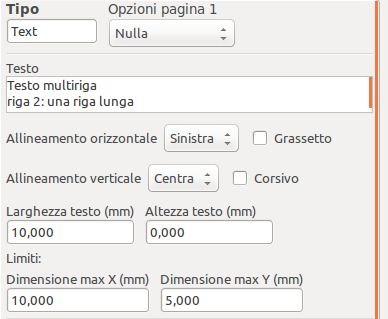 Tipo Opzioni pagina 1
Text Nulla
Testo
Testo multiriga
riga 2: una riga lunga
Allineamento orizzontale Sinistra Grassetto
Allineamento verticale Centra Corsivo
Larghezza testo (mm) Altezza testo (mm)
10,000 0,000
Limiti:
Dimensione max X (mm) Dimensione max Y (mm)
10,000 5,000